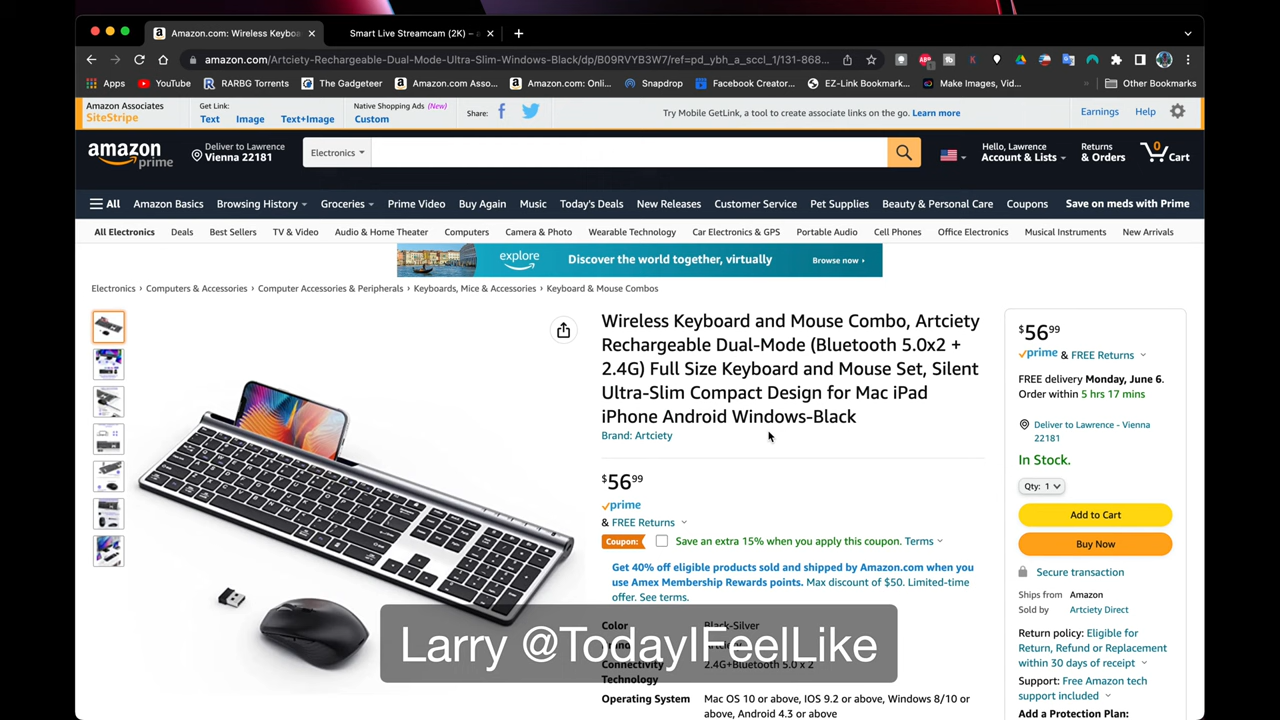 Amazon.com: Wireless Keyboa
Smart Live Streamcam (2K) –
amazon.com/Artciety-Rechargeable-Dual-Mode-Ultra-Slim-Windows-Black/dp/B09RVYB3W7/ref=pd_ybh_a_sccl_1/131-868...
Apps
YouTube
RARBG Torrents
The Gadgeteer
Amazon.com Asso...
Amazon.com: Onli...
Snapdrop
Facebook Creator...
EZ-Link Bookmark...
Make Images, Vid...
»
Other Bookmarks
Amazon Associates
SiteStripe
Get Link:
Text
Image
Text+Image
Native Shopping Ads (New)
Custom
Share:
Try Mobile GetLink, a tool to create associate links on the go. Learn more
Earnings
Help
amazon
prime
Deliver to Lawrence
Vienna 22181
Electronics
Hello, Lawrence
Account & Lists
Returns
& Orders
0
Cart
All
Amazon Basics
Browsing History
Groceries
Prime Video
Buy Again
Music
Today's Deals
New Releases
Customer Service
Pet Supplies
Beauty & Personal Care
Coupons
Save on meds with Prime
All Electronics
Deals
Best Sellers
TV & Video
Audio & Home Theater
Computers
Camera & Photo
Wearable Technology
Car Electronics & GPS
Portable Audio
Cell Phones
Office Electronics
Musical Instruments
New Arrivals
explore
Discover the world together, virtually
Browse now ›
Electronics › Computers & Accessories › Computer Accessories & Peripherals › Keyboards, Mice & Accessories › Keyboard & Mouse Combos
Wireless Keyboard and Mouse Combo, Artciety
Rechargeable Dual-Mode (Bluetooth 5.0x2 +
2.4G) Full Size Keyboard and Mouse Set, Silent
Ultra-Slim Compact Design for Mac iPad
iPhone Android Windows-Black
Brand: Artciety
$56 99
prime
& FREE Returns
Coupon:
Save an extra 15% when you apply this coupon. Terms
Get 40% off eligible products sold and shipped by Amazon.com when you
use Amex Membership Rewards points. Max discount of $50. Limited-time
offer. See terms.
Color
Black-Silver
Connectivity
Technology
2.4G+Bluetooth 5.0 x 2
Operating System
Mac OS 10 or above, IOS 9.2 or above, Windows 8/10 or
above, Android 4.3 or above
Larry @TodayIFeelLike
$56 99
prime & FREE Returns
FREE delivery Monday, June 6.
Order within 5 hrs 17 mins
Deliver to Lawrence - Vienna
22181
In Stock.
Qty: 1
Add to Cart
Buy Now
Secure transaction
Ships from Amazon
Sold by Artciety Direct
Return policy: Eligible for
Return, Refund or Replacement
within 30 days of receipt
Support: Free Amazon tech
support included
Add a Protection Plan: